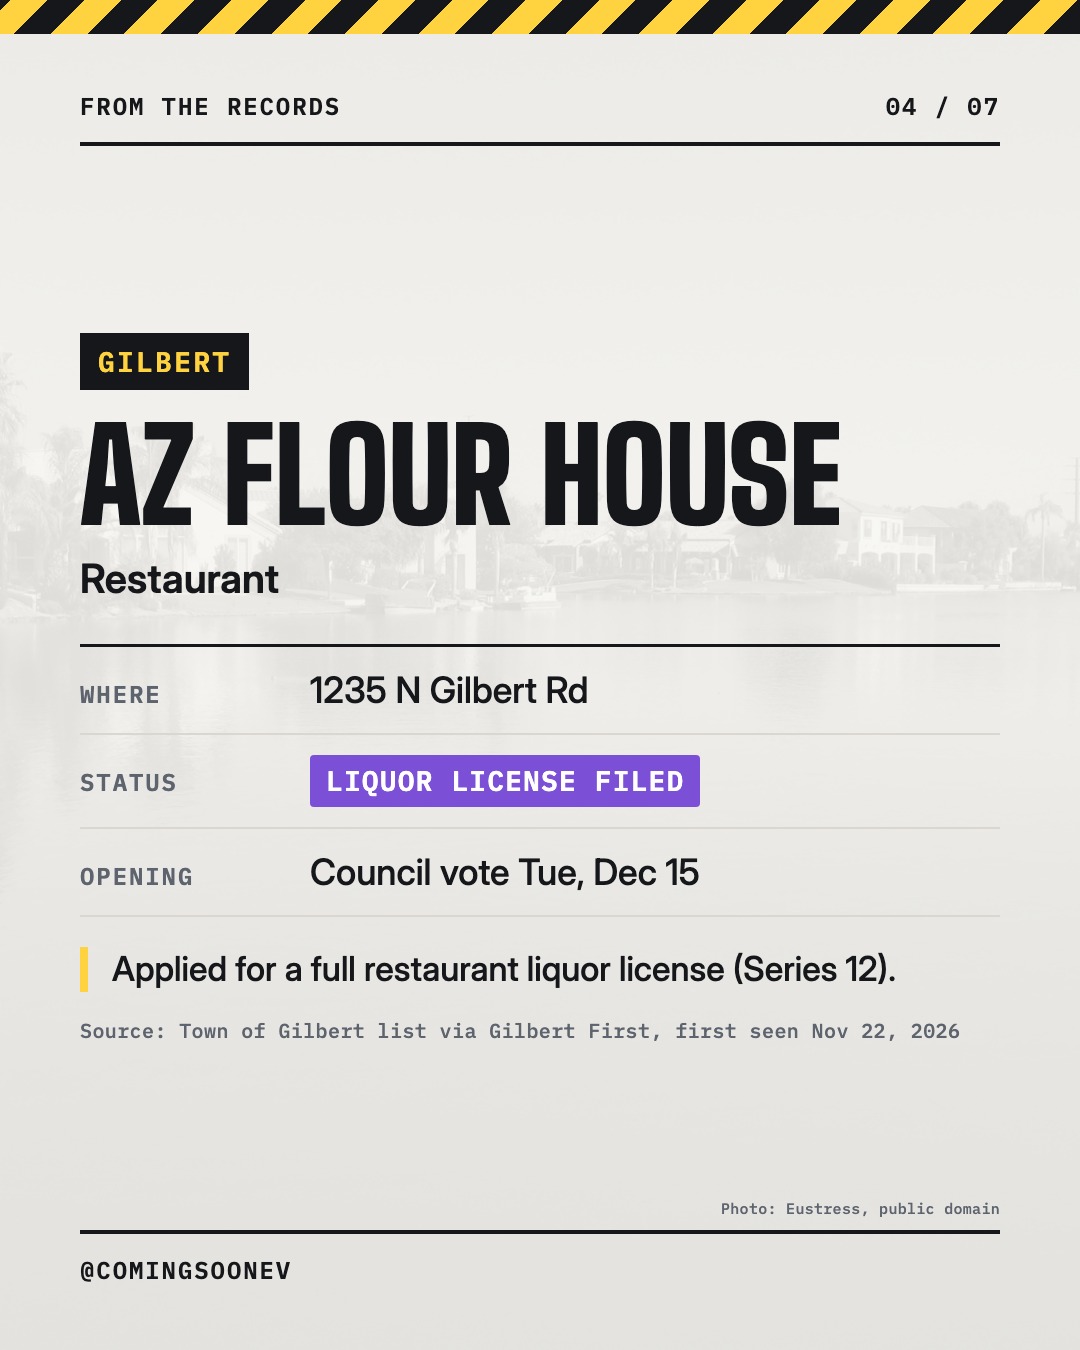 FROM THE RECORDS
04 / 07
GILBERT
AZ FLOUR HOUSE
Restaurant
WHERE
1235 N Gilbert Rd
STATUS
LIQUOR LICENSE FILED
OPENING
Council vote Tue, Dec 15
Applied for a full restaurant liquor license (Series 12).
Source: Town of Gilbert list via Gilbert First, first seen Nov 22, 2026
Photo: Eustress, public domain
@COMINGSOONEV